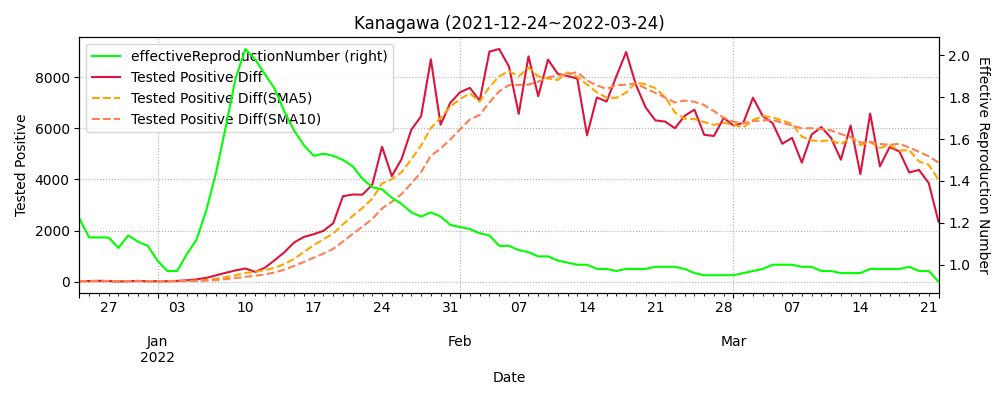 Kanagawa (2021-12-24~2022-03-24)
effectiveReproductionNumber (right)
Tested Positive Diff
Tested Positive Diff(SMA5)
Tested Positive Diff(SMA10)
Tested Positive
8000
6000
4000
2000
0
Effective Reproduction Number
2.0
1.8
1.6
1.4
1.2
1.0
27 03 10 17 24 31 07 14 21 28 07 14 21
Jan Feb Mar
2022
Date